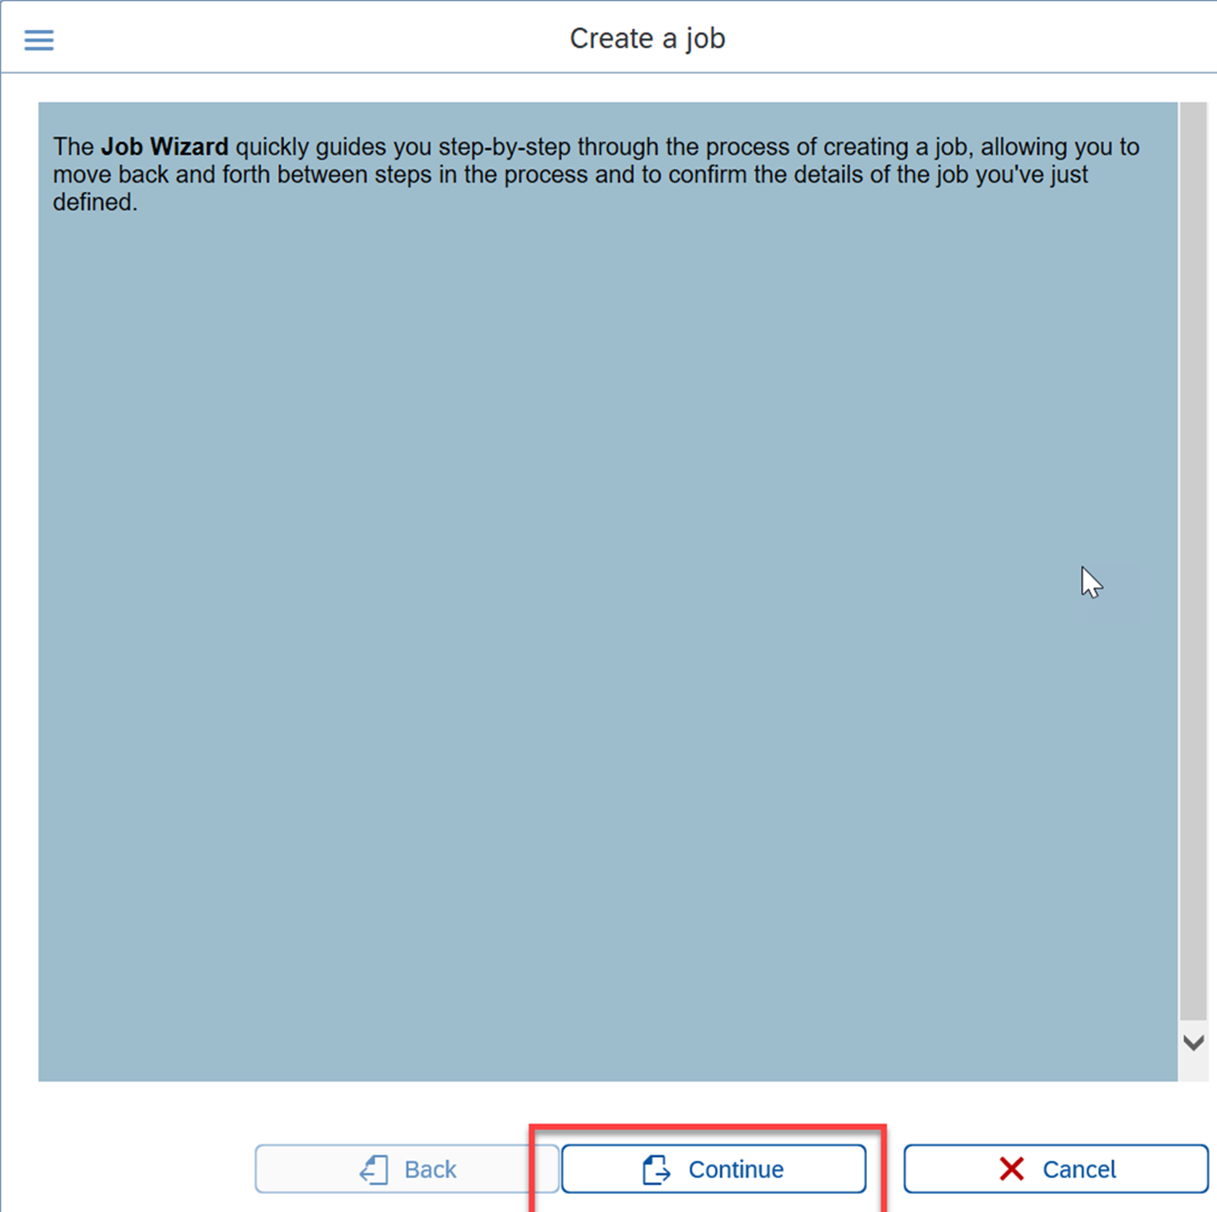 Create a job
The Job Wizard quickly guides you step-by-step through the process of creating a job, allowing you to
move back and forth between steps in the process and to confirm the details of the job you've just
defined.
Back
Continue
Cancel